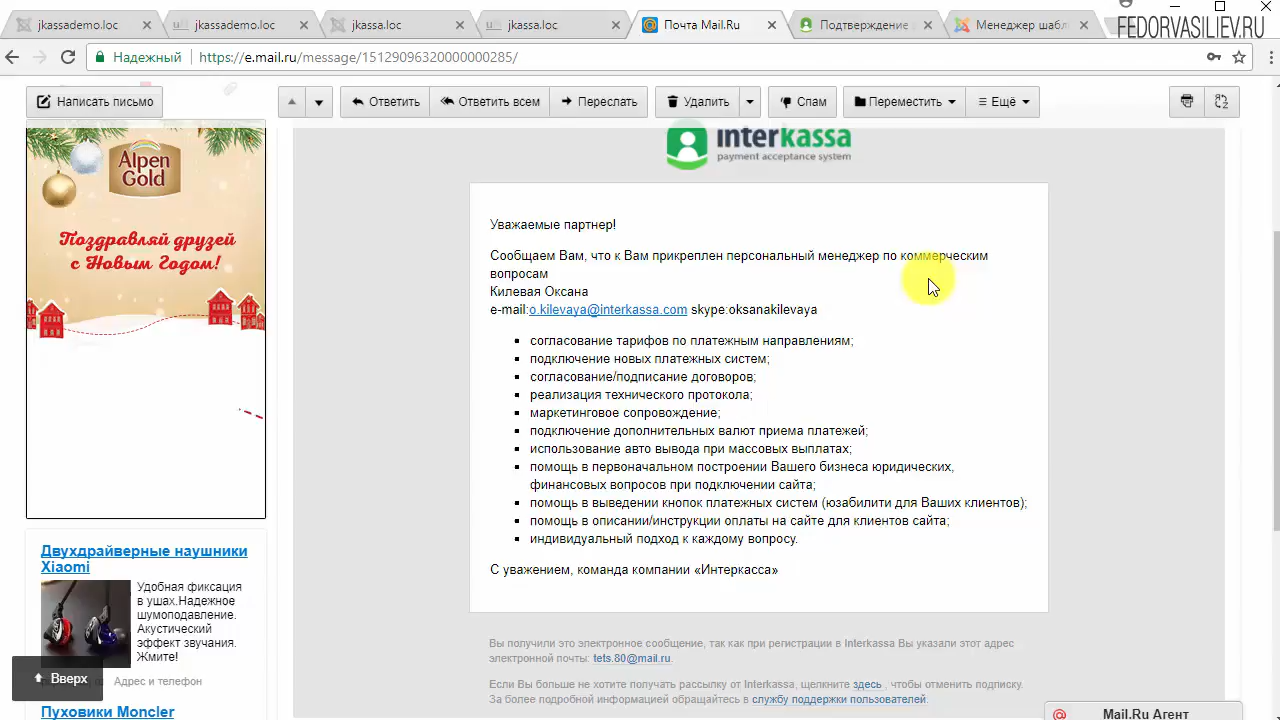 jkassademo.loc
jkassademo.loc
jkassa.loc
jkassa.loc
Почта Mail.Ru
Подтверждение
Менеджер шаб
FEDORVASILIEV.RU
Надежный
https://e.mail.ru/message/15129096320000000285/
Написать письмо
Ответить
Ответить всем
Переслать
Удалить
Спам
Переместить
Ещё
interkassa
payment acceptance system
Alpen
Gold
Поздравляй друзей
с Новым Годом!
Уважаемые партнер!
Сообщаем Вам, что к Вам прикреплен персональный менеджер по коммерческим
вопросам
Килевая Оксана
e-mail:o.kilevaya@interkassa.com skype:oksanakilevaya
согласование тарифов по платежным направлениям;
подключение новых платежных систем;
согласование/подписание договоров;
реализация технического протокола;
маркетинговое сопровождение;
подключение дополнительных валют приема платежей;
использование авто вывода при массовых выплатах;
помощь в первоначальном построении Вашего бизнеса юридических,
финансовых вопросов при подключении сайта;
помощь в выведении кнопок платежных систем (юзабилити для Ваших клиентов);
помощь в описании/инструкции оплаты на сайте для клиентов сайта;
индивидуальный подход к каждому вопросу.
С уважением, команда компании «Интеркасса»
Вы получили это электронное сообщение, так как при регистрации в Interkassa Вы указали этот адрес
электронной почты: tets.80@mail.ru.
Если Вы больше не хотите получать рассылку от Interkassa, щелкните здесь , чтобы отменить подписку.
За более подробной информацией обращайтесь в службу поддержки пользователей.
Двухдрайверные наушники
Xiaomi
Удобная фиксация
в ушах.Надежное
шумоподавление.
Акустический
эффект звучания.
Жмите!
Адрес и телефон
Вверх
Пуховики Moncler
Mail.Ru Агент